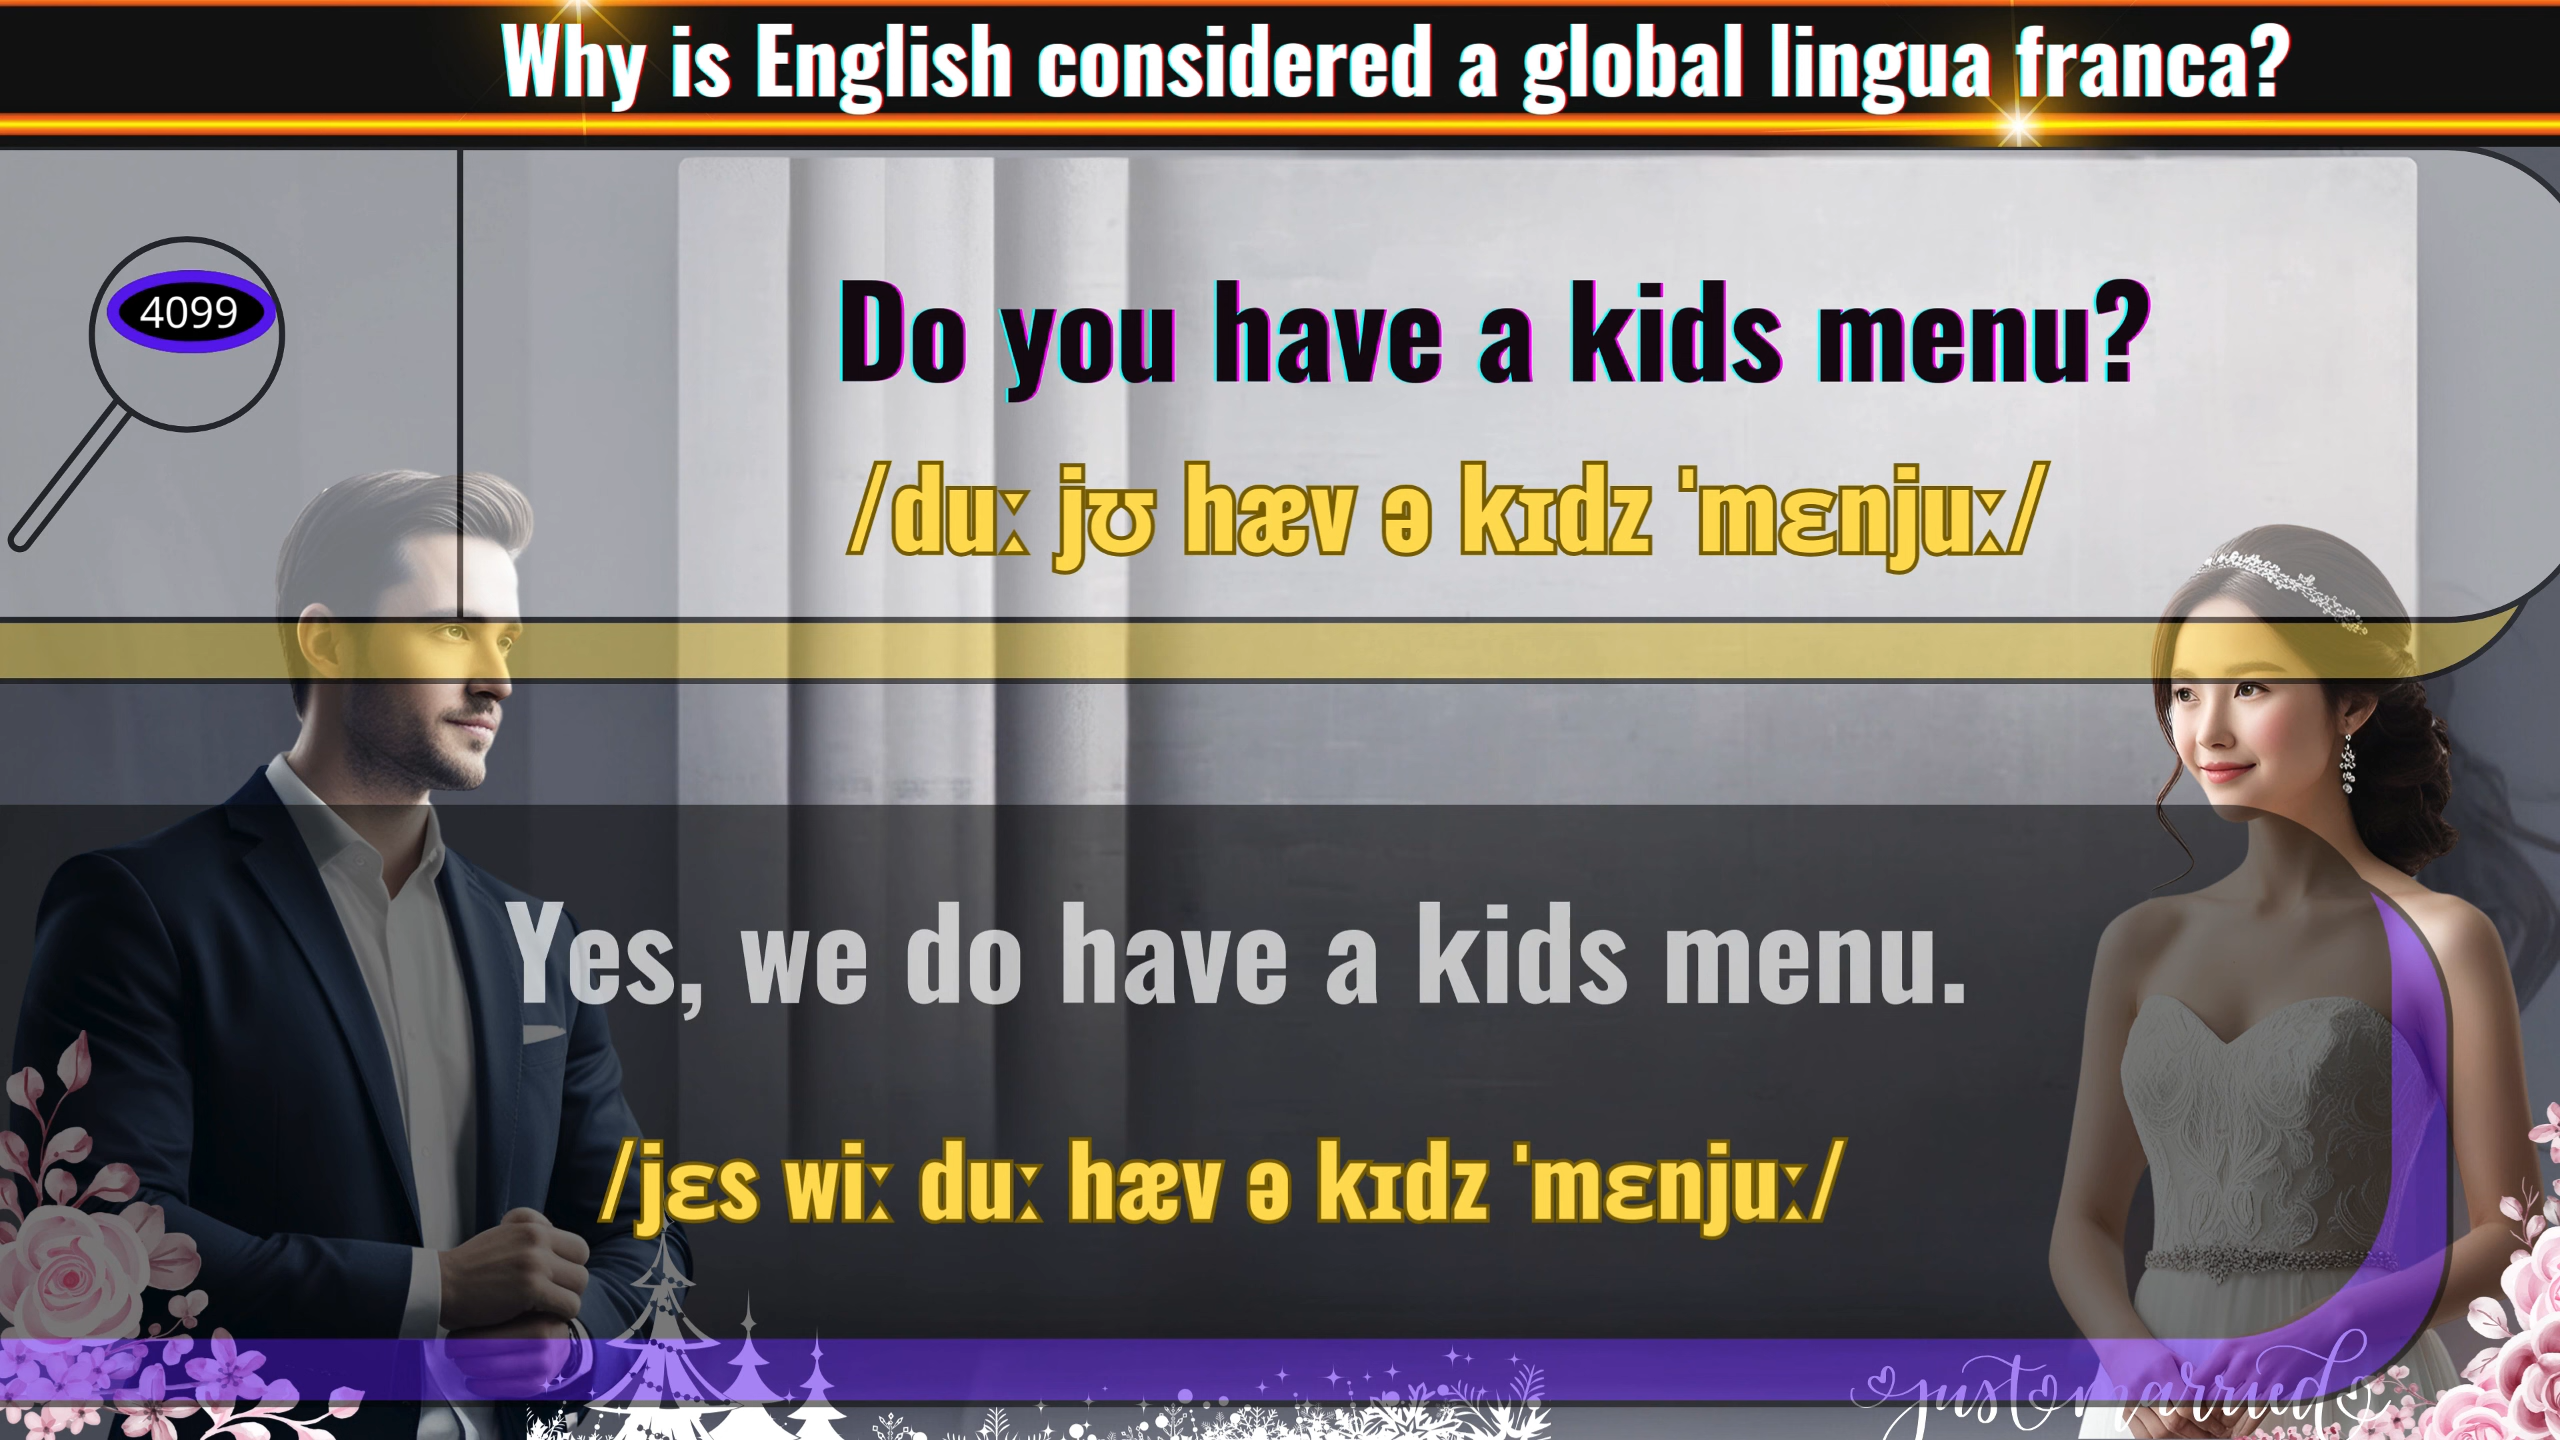 Why is English considered a global lingua franca?
4099
Do you have a kids menu?
/duː jʊ hæv ə kɪdz ˈmɛnjuː/
Yes, we do have a kids menu.
/jɛs wiː duː hæv ə kɪdz ˈmɛnjuː/
just married